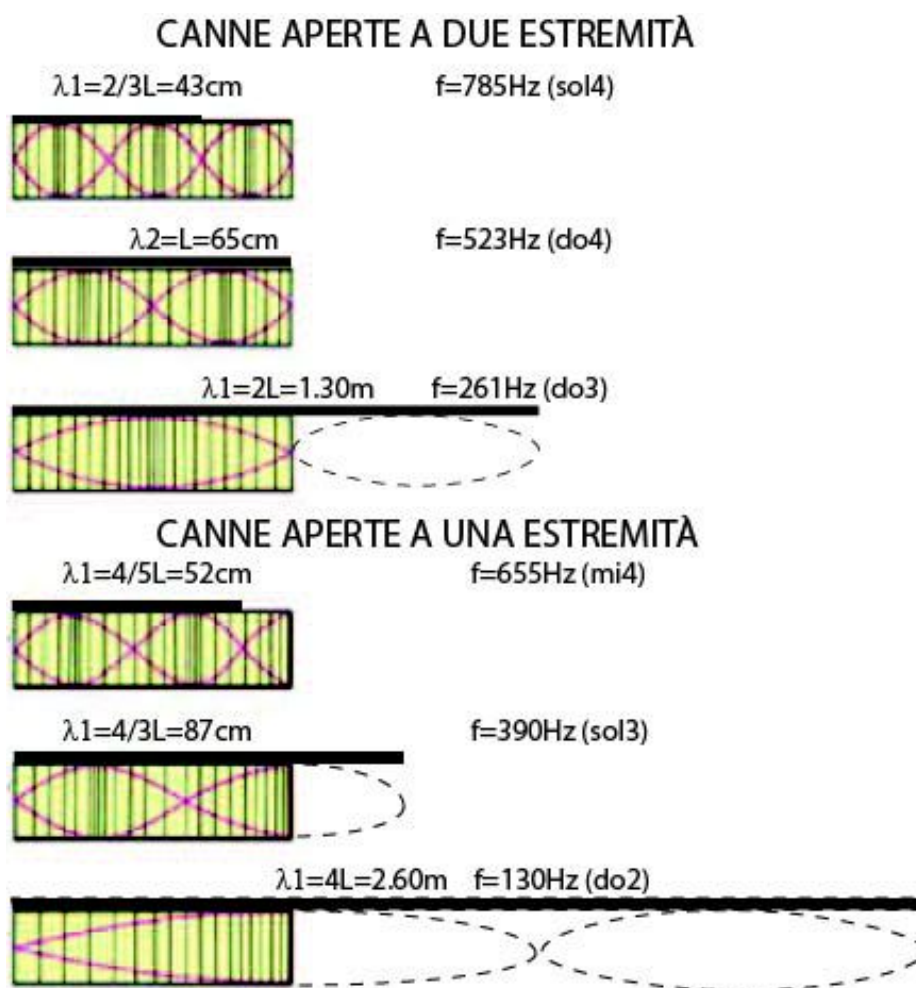 CANNE APERTE A DUE ESTREMITÀ
λ1=2/3L=43cm f=785Hz (sol4)
λ2=L=65cm f=523Hz (do4)
λ1=2L=1.30m f=261Hz (do3)
CANNE APERTE A UNA ESTREMITÀ
λ1=4/5L=52cm f=655Hz (mi4)
λ1=4/3L=87cm f=390Hz (sol3)
λ1=4L=2.60m f=130Hz (do2)